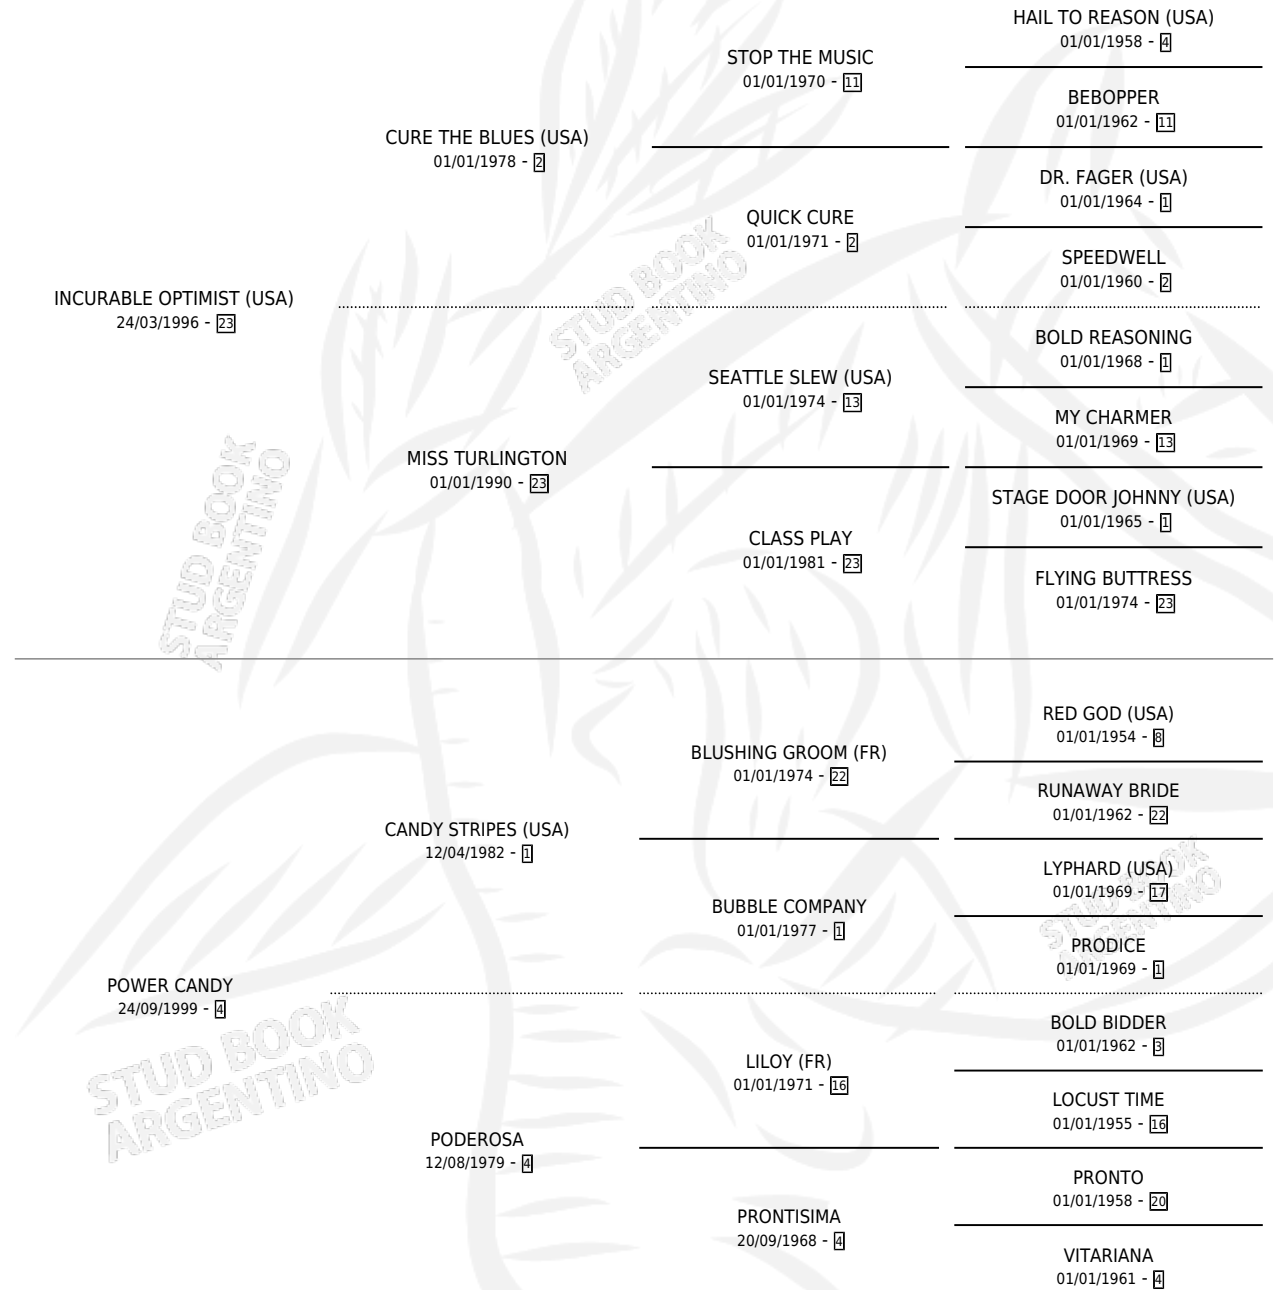 HAIL TO REASON (USA)
01/01/1958 - 4
STOP THE MUSIC
01/01/1970 - 11
BEBOPPER
01/01/1962 - 11
CURE THE BLUES (USA)
01/01/1978 - 2
DR. FAGER (USA)
01/01/1964 - 1
QUICK CURE
01/01/1971 - 2
SPEEDWELL
01/01/1960 - 2
INCURABLE OPTIMIST (USA)
24/03/1996 - 23
BOLD REASONING
01/01/1968 - 1
SEATTLE SLEW (USA)
01/01/1974 - 13
MY CHARMER
01/01/1969 - 13
MISS TURLINGTON
01/01/1990 - 23
STAGE DOOR JOHNNY (USA)
01/01/1965 - 1
CLASS PLAY
01/01/1981 - 23
FLYING BUTTRESS
01/01/1974 - 23
RED GOD (USA)
01/01/1954 - 8
BLUSHING GROOM (FR)
01/01/1974 - 22
RUNAWAY BRIDE
01/01/1962 - 22
CANDY STRIPES (USA)
12/04/1982 - 1
LYPHARD (USA)
01/01/1969 - 17
BUBBLE COMPANY
01/01/1977 - 1
PRODICE
01/01/1969 - 1
POWER CANDY
24/09/1999 - 4
BOLD BIDDER
01/01/1962 - 3
LILOY (FR)
01/01/1971 - 16
LOCUST TIME
01/01/1955 - 16
PODEROSA
12/08/1979 - 4
PRONTO
01/01/1958 - 20
PRONTISIMA
20/09/1968 - 4
VITARIANA
01/01/1961 - 4
STUD BOOK
ARGENTINO
STUD BOOK
ARGENTINO
STUD BOOK
ARGENTINO
STUD BOOK
ARGENTINO